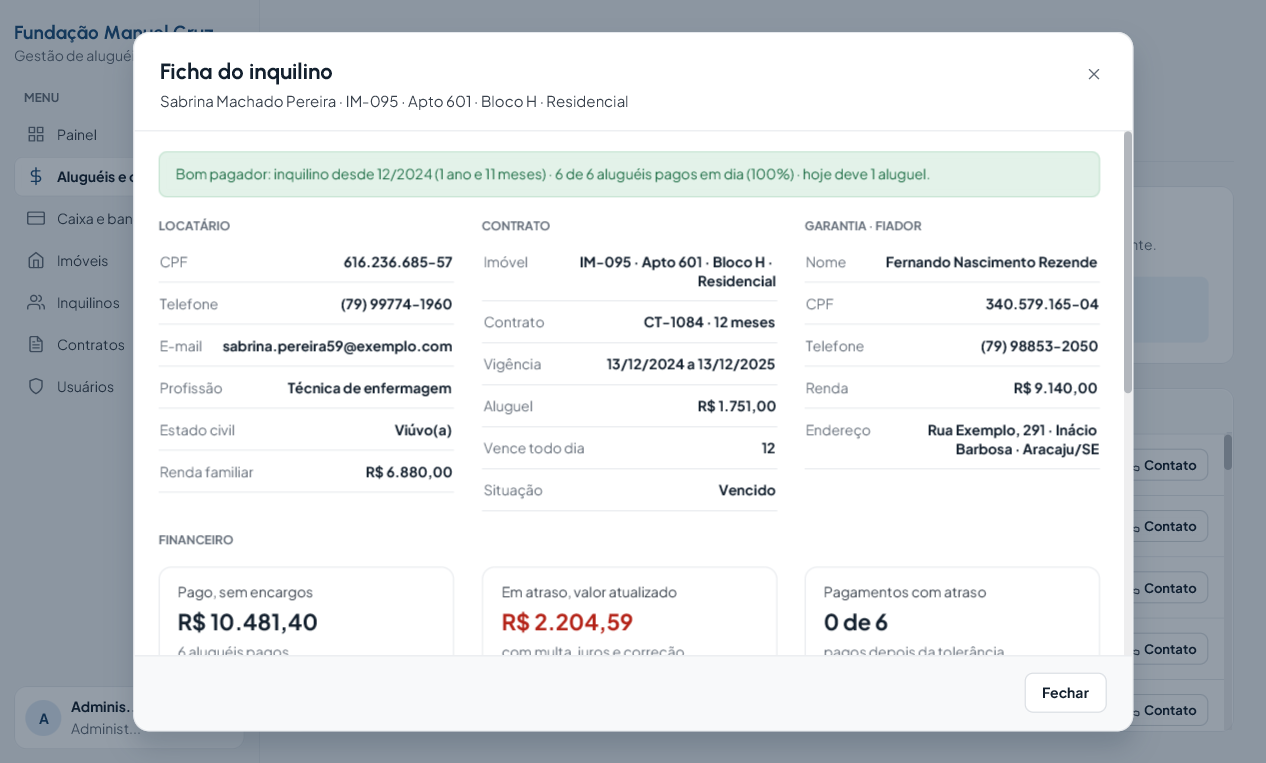 Fundação Manuel Cruz
Gestão de alugué
MENU
Painel
Aluguéis e c
Caixa e ban
Imóveis
Inquilinos
Contratos
Usuários
A
Adminis...
Administ...
Ficha do inquilino
Sabrina Machado Pereira · IM-095 · Apto 601 · Bloco H · Residencial
Bom pagador: inquilino desde 12/2024 (1 ano e 11 meses) · 6 de 6 aluguéis pagos em dia (100%) · hoje deve 1 aluguel.
LOCATÁRIO
CPF 616.236.685-57
Telefone (79) 99774-1960
E-mail sabrina.pereira59@exemplo.com
Profissão Técnica de enfermagem
Estado civil Viúvo(a)
Renda familiar R$ 6.880,00
CONTRATO
Imóvel IM-095 · Apto 601 · Bloco H ·
Residencial
Contrato CT-1084 · 12 meses
Vigência 13/12/2024 a 13/12/2025
Aluguel R$ 1.751,00
Vence todo dia 12
Situação Vencido
GARANTIA · FIADOR
Nome Fernando Nascimento Rezende
CPF 340.579.165-04
Telefone (79) 98853-2050
Renda R$ 9.140,00
Endereço Rua Exemplo, 291 · Inácio
Barbosa · Aracaju/SE
FINANCEIRO
Pago, sem encargos
R$ 10.481,40
6 aluguéis pagos
Em atraso, valor atualizado
R$ 2.204,59
com multa, juros e correção
Pagamentos com atraso
0 de 6
pagos depois da tolerância
Fechar
nte.
Contato
Contato
Contato
Contato
Contato